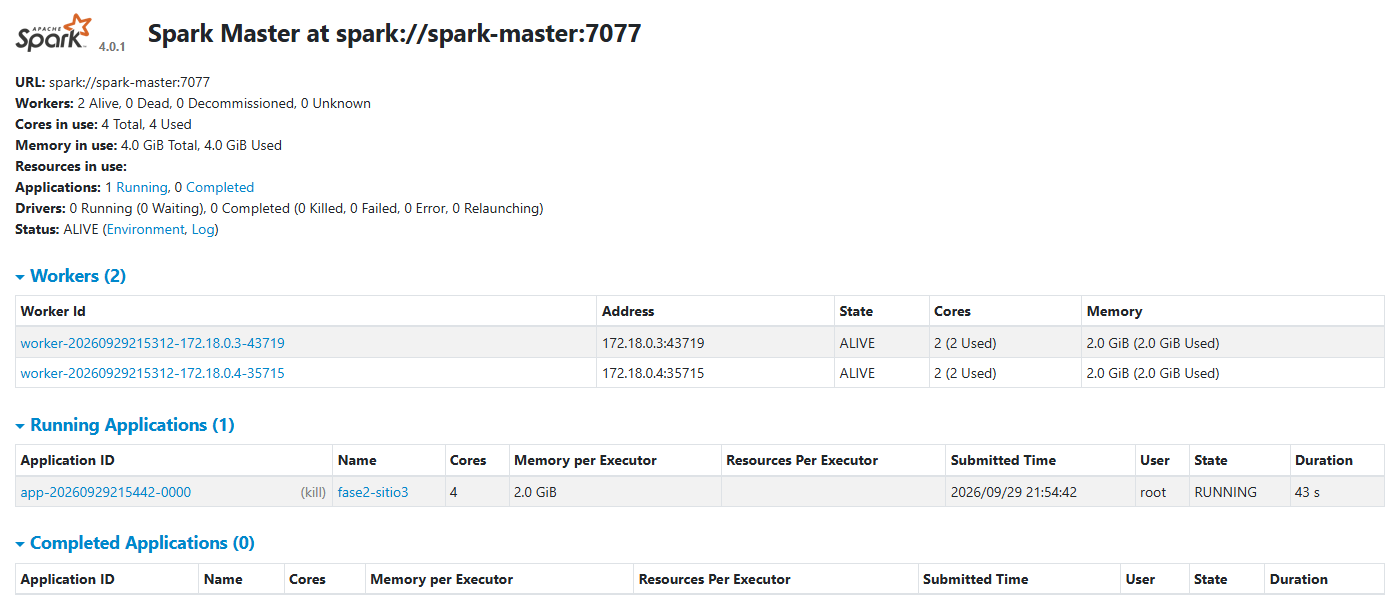 APACHE
Spark 4.0.1 Spark Master at spark://spark-master:7077
URL: spark://spark-master:7077
Workers: 2 Alive, 0 Dead, 0 Decommissioned, 0 Unknown
Cores in use: 4 Total, 4 Used
Memory in use: 4.0 GiB Total, 4.0 GiB Used
Resources in use:
Applications: 1 Running, 0 Completed
Drivers: 0 Running (0 Waiting), 0 Completed (0 Killed, 0 Failed, 0 Error, 0 Relaunching)
Status: ALIVE (Environment, Log)
Workers (2)
Worker Id Address State Cores Memory
worker-20260929215312-172.18.0.3-43719 172.18.0.3:43719 ALIVE 2 (2 Used) 2.0 GiB (2.0 GiB Used)
worker-20260929215312-172.18.0.4-35715 172.18.0.4:35715 ALIVE 2 (2 Used) 2.0 GiB (2.0 GiB Used)
Running Applications (1)
Application ID Name Cores Memory per Executor Resources Per Executor Submitted Time User State Duration
app-20260929215442-0000 (kill) fase2-sitio3 4 2.0 GiB 2026/09/29 21:54:42 root RUNNING 43 s
Completed Applications (0)
Application ID Name Cores Memory per Executor Resources Per Executor Submitted Time User State Duration